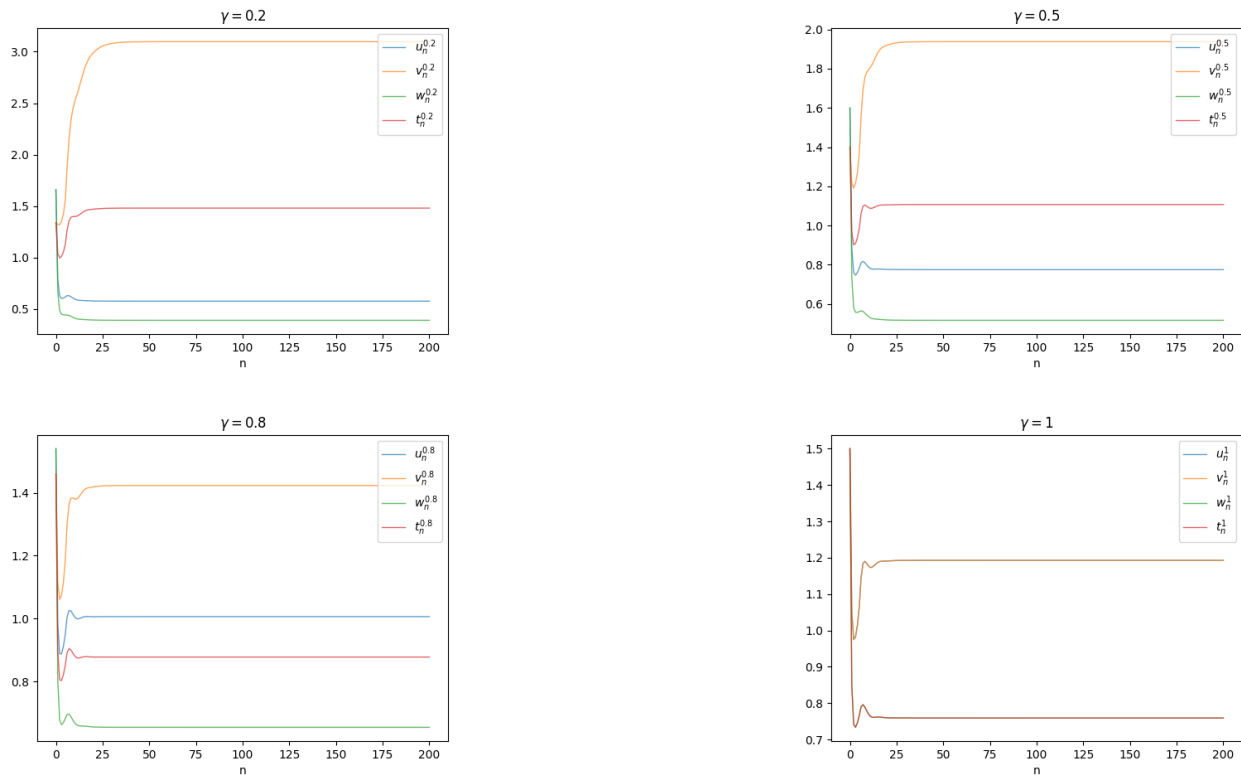 γ = 0.2
3.0
2.5
2.0
1.5
1.0
0.5
u_n^{0.2}
v_n^{0.2}
w_n^{0.2}
t_n^{0.2}
0 25 50 75 100 125 150 175 200
n
γ = 0.5
2.0
1.8
1.6
1.4
1.2
1.0
0.8
0.6
u_n^{0.5}
v_n^{0.5}
w_n^{0.5}
t_n^{0.5}
0 25 50 75 100 125 150 175 200
n
γ = 0.8
1.4
1.2
1.0
0.8
u_n^{0.8}
v_n^{0.8}
w_n^{0.8}
t_n^{0.8}
0 25 50 75 100 125 150 175 200
n
γ = 1
1.5
1.4
1.3
1.2
1.1
1.0
0.9
0.8
0.7
u_n^1
v_n^1
w_n^1
t_n^1
0 25 50 75 100 125 150 175 200
n